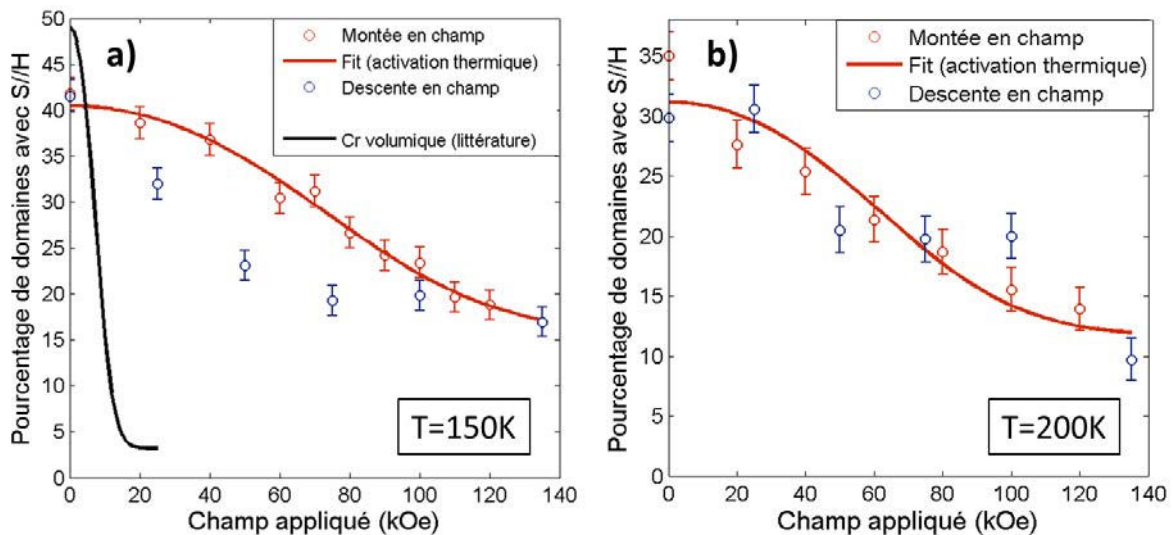 a)
Montée en champ
Fit (activation thermique)
Descente en champ
Cr volumique (littérature)
T=150K
Pourcentage de domaines avec S//H
50
45
40
35
30
25
20
15
10
5
0
0 20 40 60 80 100 120 140
Champ appliqué (kOe)
b)
Montée en champ
Fit (activation thermique)
Descente en champ
T=200K
Pourcentage de domaines avec S//H
35
30
25
20
15
10
5
0
0 20 40 60 80 100 120 140
Champ appliqué (kOe)